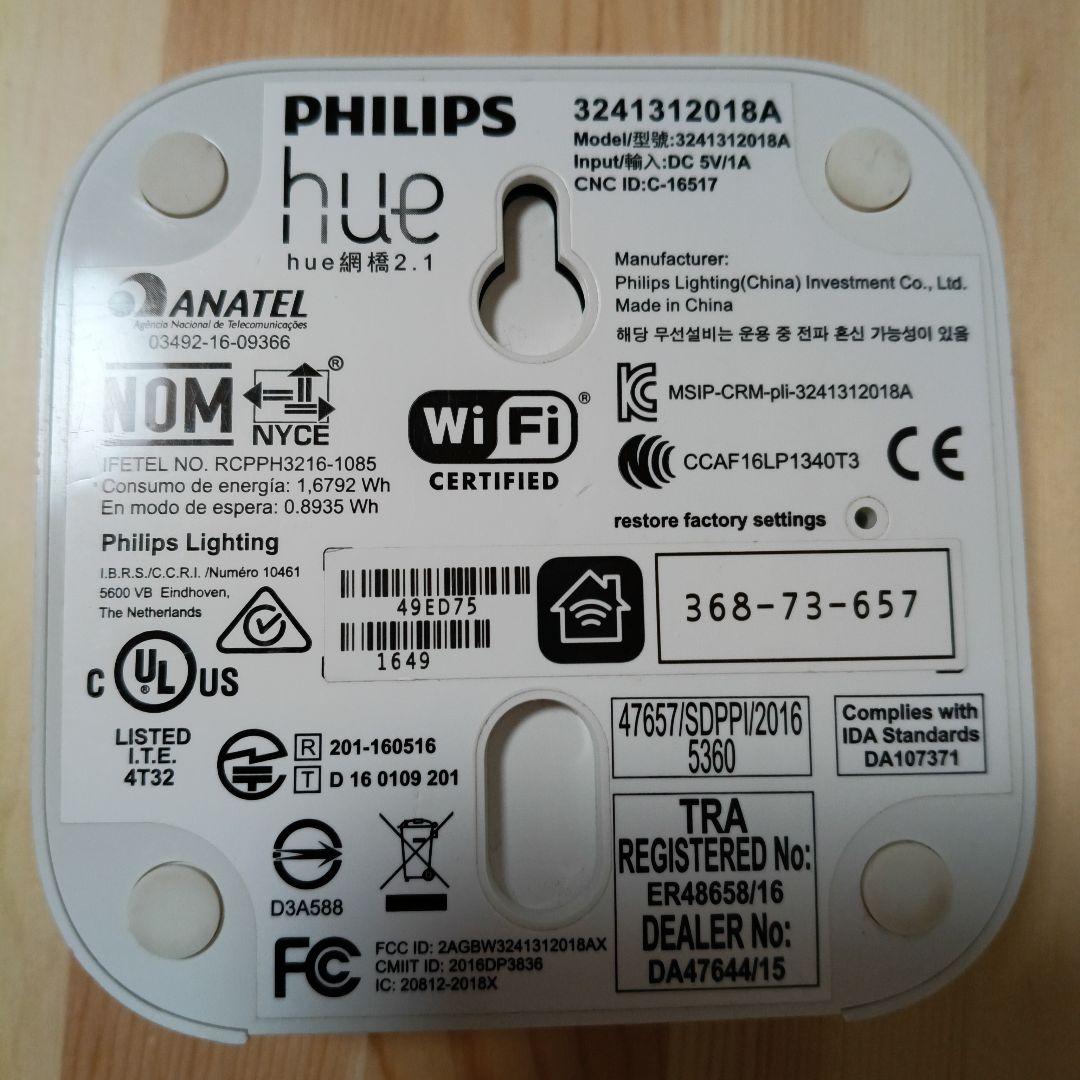 PHILIPS
hue
hue網橋2.1
3241312018A
Model/型號:3241312018A
Input/輸入:DC 5V/1A
CNC ID:C-16517
Manufacturer:
Philips Lighting(China) Investment Co., Ltd.
Made in China
해당 무선설비는 운용 중 전파 혼신 가능성이 있음
ANATEL
Agência Nacional de Telecomunicações
03492-16-09366
NOM
NYCE
®
IFETEL NO. RCPPH3216-1085
Consumo de energía: 1,6792 Wh
En modo de espera: 0.8935 Wh
WiFi®
CERTIFIED
MSIP-CRM-pli-3241312018A
CCAF16LP1340T3
CE
restore factory settings
Philips Lighting
I.B.R.S./C.C.R.I. /Numéro 10461
5600 VB Eindhoven,
The Netherlands
49ED75
1649
368-73-657
C UL® US
LISTED
I.T.E.
4T32
R 201-160516
T D 16 0109 201
47657/SDPPI/2016
5360
Complies with
IDA Standards
DA107371
TRA
REGISTERED No:
ER48658/16
DEALER No:
DA47644/15
D3A588
FC
FCC ID: 2AGBW3241312018AX
CMIIT ID: 2016DP3836
IC: 20812-2018X